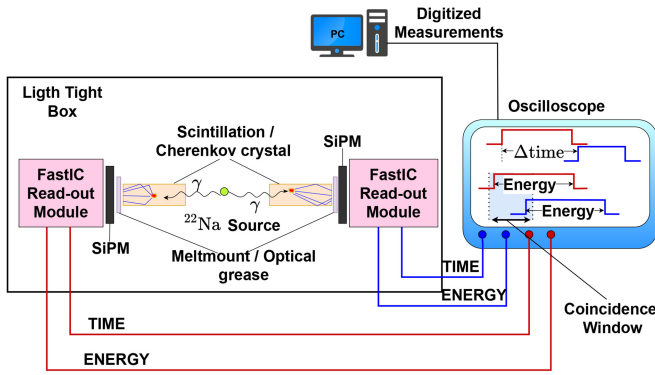 Digitized
Measurements
PC
Ligth Tight
Box
Oscilloscope
Δtime
Energy
Energy
Scintillation /
Cherenkov crystal
SiPM
FastIC
Read-out
Module
γ
γ
²²Na Source
FastIC
Read-out
Module
SiPM
Meltmount / Optical
grease
TIME
ENERGY
Coincidence
Window
TIME
ENERGY